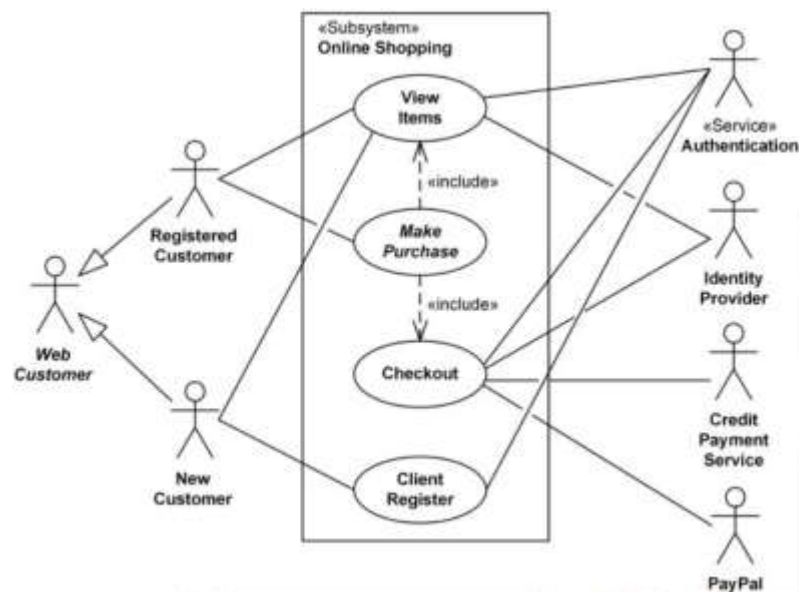 «Subsystem»
Online Shopping
View
Items
«Service»
Authentication
«include»
Registered
Customer
Make
Purchase
Identity
Provider
«include»
Web
Customer
Checkout
Credit
Payment
Service
New
Customer
Client
Register
PayPal